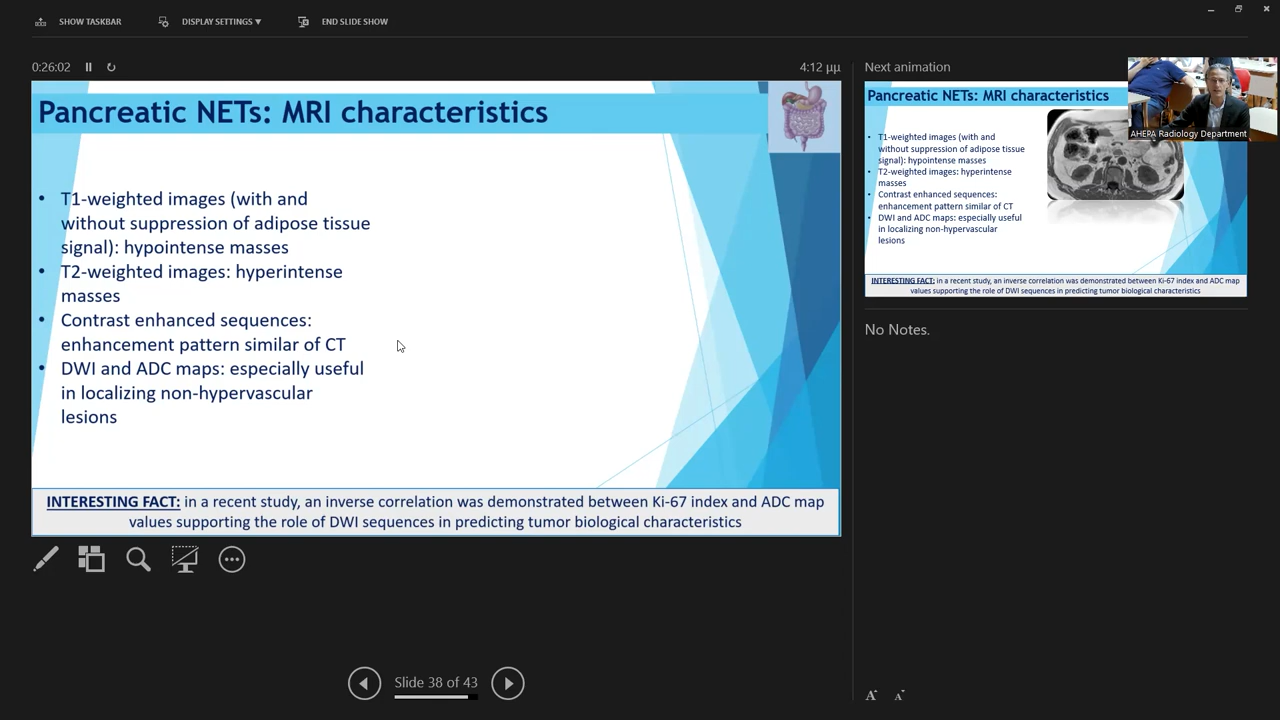 SHOW TASKBAR
DISPLAY SETTINGS ▼
END SLIDE SHOW
0:26:02
4:12 μμ
Pancreatic NETs: MRI characteristics
• T1-weighted images (with and
without suppression of adipose tissue
signal): hypointense masses
• T2-weighted images: hyperintense
masses
• Contrast enhanced sequences:
enhancement pattern similar of CT
• DWI and ADC maps: especially useful
in localizing non-hypervascular
lesions
INTERESTING FACT: in a recent study, an inverse correlation was demonstrated between Ki-67 index and ADC map
values supporting the role of DWI sequences in predicting tumor biological characteristics
Slide 38 of 43
Next animation
AHEPA Radiology Department
Pancreatic NETs: MRI characteristics
• T1-weighted images (with and
without suppression of adipose tissue
signal): hypointense masses
• T2-weighted images: hyperintense
masses
• Contrast enhanced sequences:
enhancement pattern similar of CT
• DWI and ADC maps: especially useful
in localizing non-hypervascular
lesions
INTERESTING FACT: in a recent study, an inverse correlation was demonstrated between Ki-67 index and ADC map
values supporting the role of DWI sequences in predicting tumor biological characteristics
No Notes.
A A